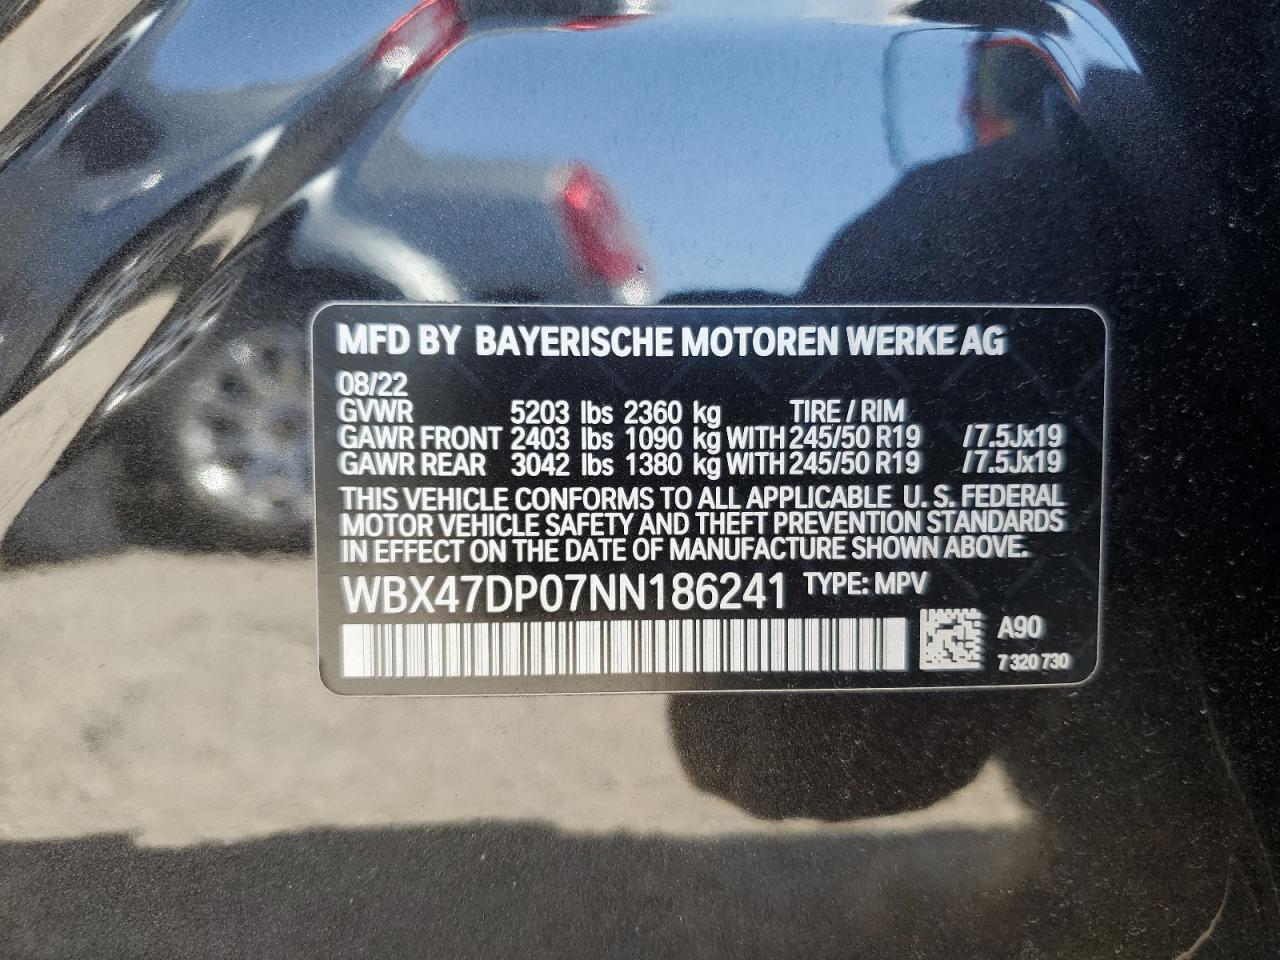 MFD BY BAYERISCHE MOTOREN WERKE AG
08/22
GVWR 5203 lbs 2360 kg TIRE / RIM
GAWR FRONT 2403 lbs 1090 kg WITH 245/50 R19 /7.5Jx19
GAWR REAR 3042 lbs 1380 kg WITH 245/50 R19 /7.5Jx19
THIS VEHICLE CONFORMS TO ALL APPLICABLE U. S. FEDERAL
MOTOR VEHICLE SAFETY AND THEFT PREVENTION STANDARDS
IN EFFECT ON THE DATE OF MANUFACTURE SHOWN ABOVE.
WBX47DP07NN186241 TYPE: MPV
A90
7 320 730